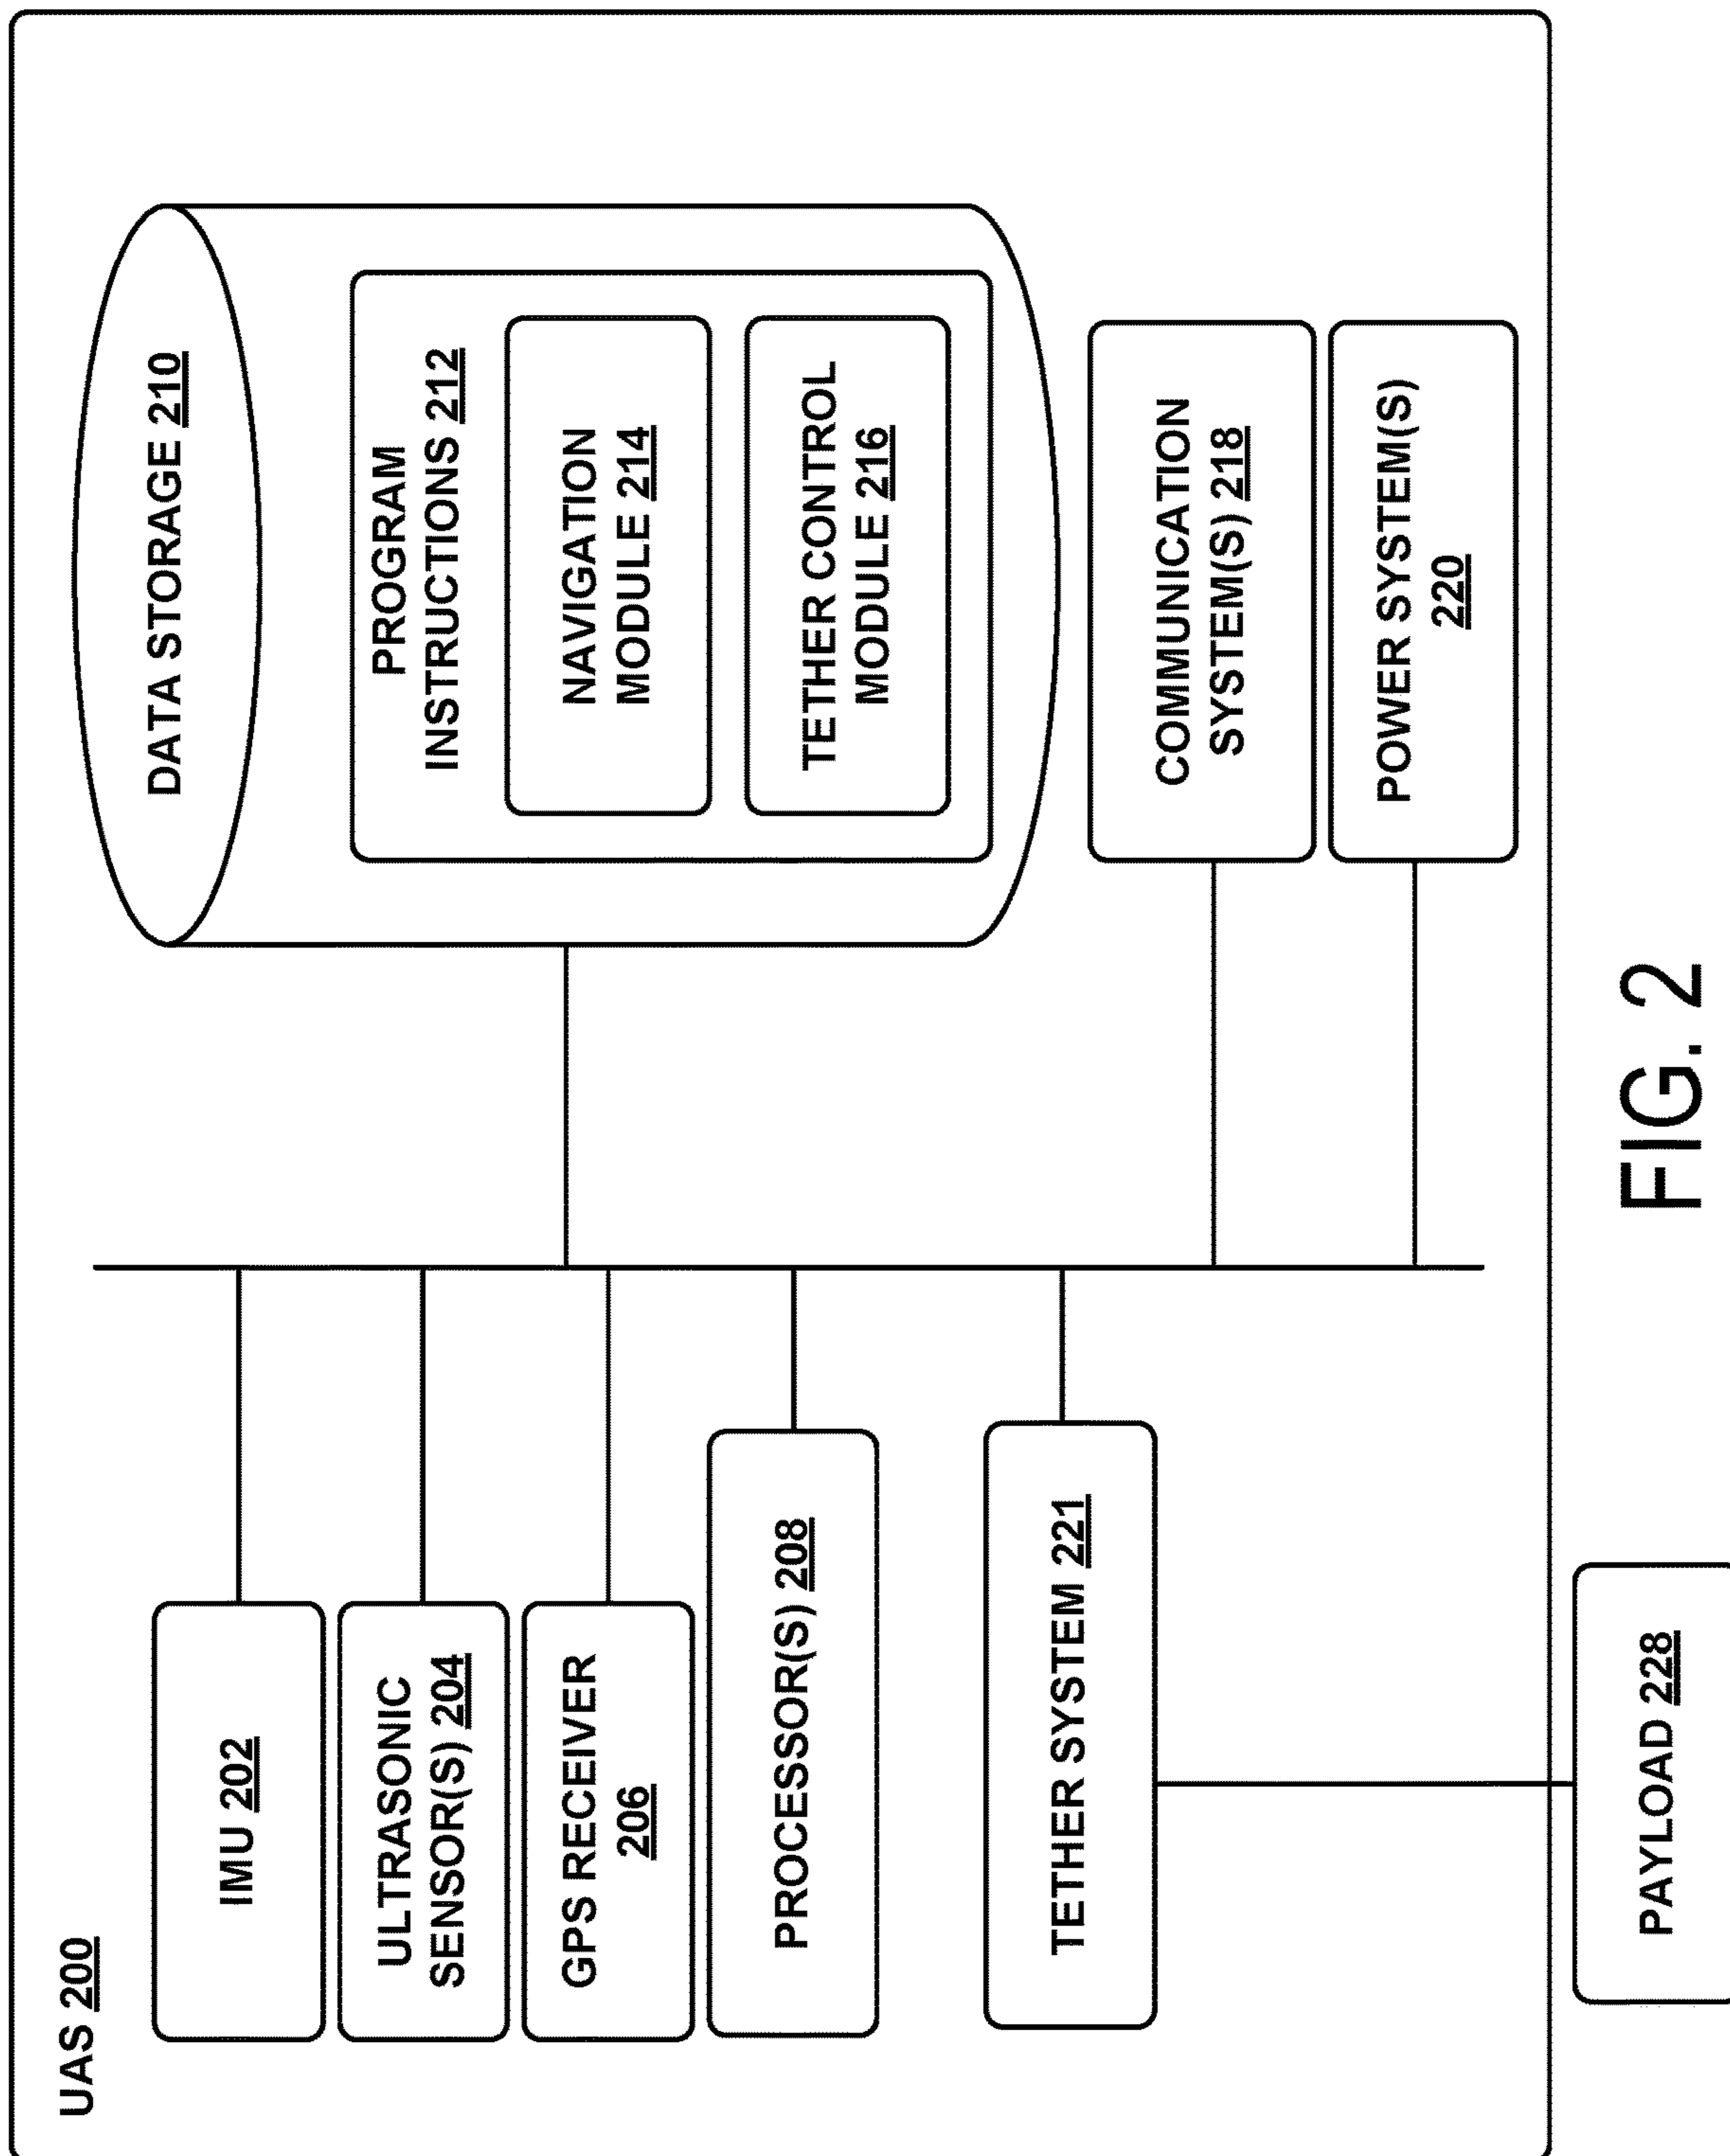 UAS 200
IMU 202
ULTRASONIC
SENSOR(S) 204
GPS RECEIVER
206
PROCESSOR(S) 208
TETHER SYSTEM 221
PAYLOAD 228
DATA STORAGE 210
PROGRAM
INSTRUCTIONS 212
NAVIGATION
MODULE 214
TETHER CONTROL
MODULE 216
COMMUNICATION
SYSTEM(S) 218
POWER SYSTEM(S)
220
FIG. 2